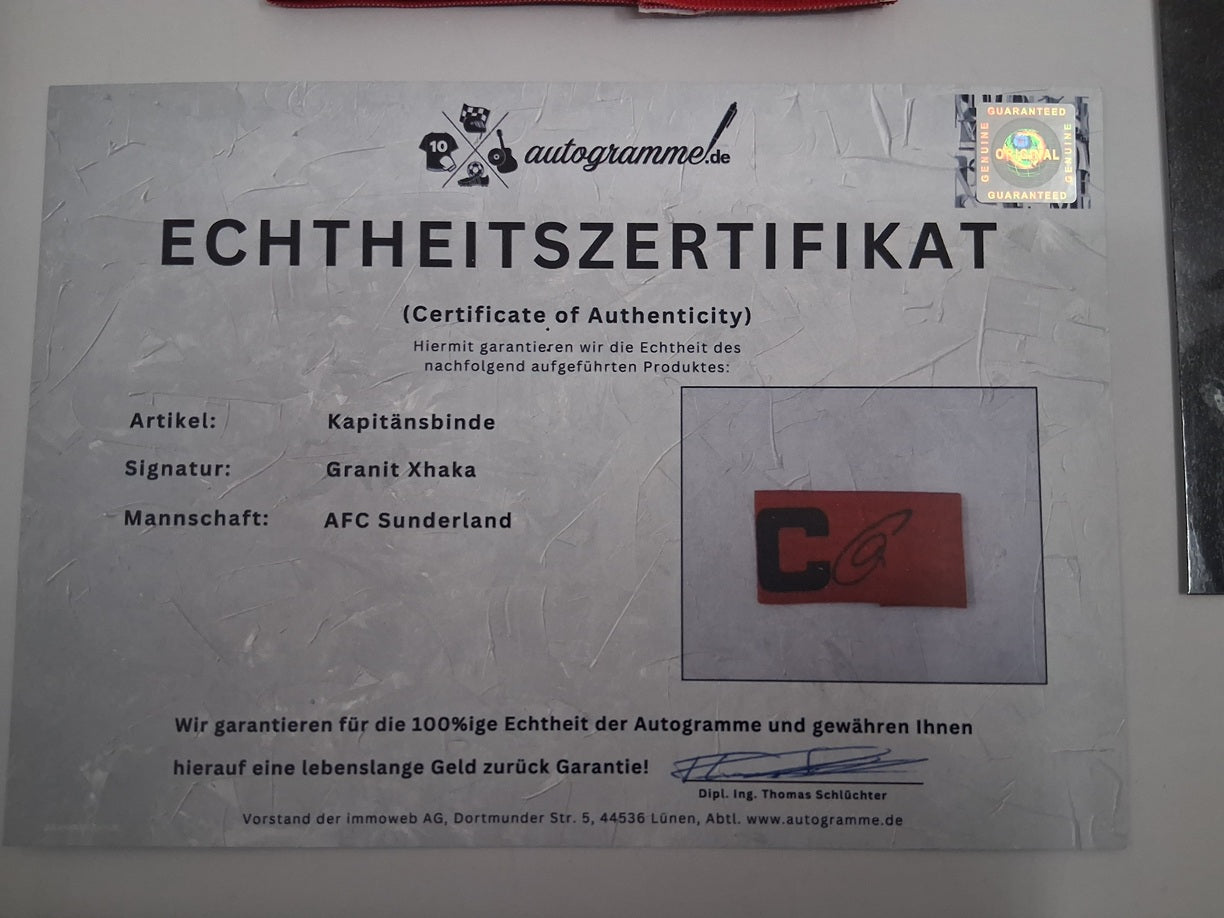 10
autogramme.de
GUARANTEED
GENUINE
ORIGINAL
GENUINE
GUARANTEED
ECHTHEITSZERTIFIKAT
(Certificate of Authenticity)
Hiermit garantieren wir die Echtheit des
nachfolgend aufgeführten Produktes:
Artikel: Kapitänsbinde
Signatur: Granit Xhaka
Mannschaft: AFC Sunderland
C
Wir garantieren für die 100%ige Echtheit der Autogramme und gewähren Ihnen
hierauf eine lebenslange Geld zurück Garantie!
Dipl. Ing. Thomas Schlüchter
Vorstand der immoweb AG, Dortmunder Str. 5, 44536 Lünen, Abtl. www.autogramme.de